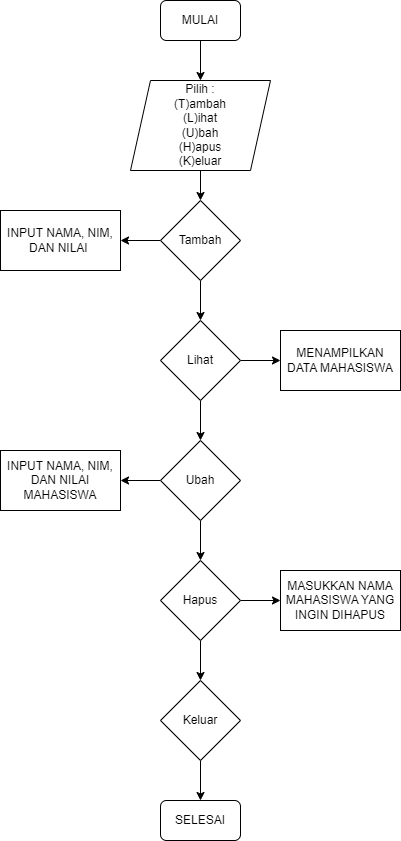 MULAI
Pilih :
(T)ambah
(L)ihat
(U)bah
(H)apus
(K)eluar
Tambah
INPUT NAMA, NIM,
DAN NILAI
Lihat
MENAMPILKAN
DATA MAHASISWA
Ubah
INPUT NAMA, NIM,
DAN NILAI
MAHASISWA
Hapus
MASUKKAN NAMA
MAHASISWA YANG
INGIN DIHAPUS
Keluar
SELESAI